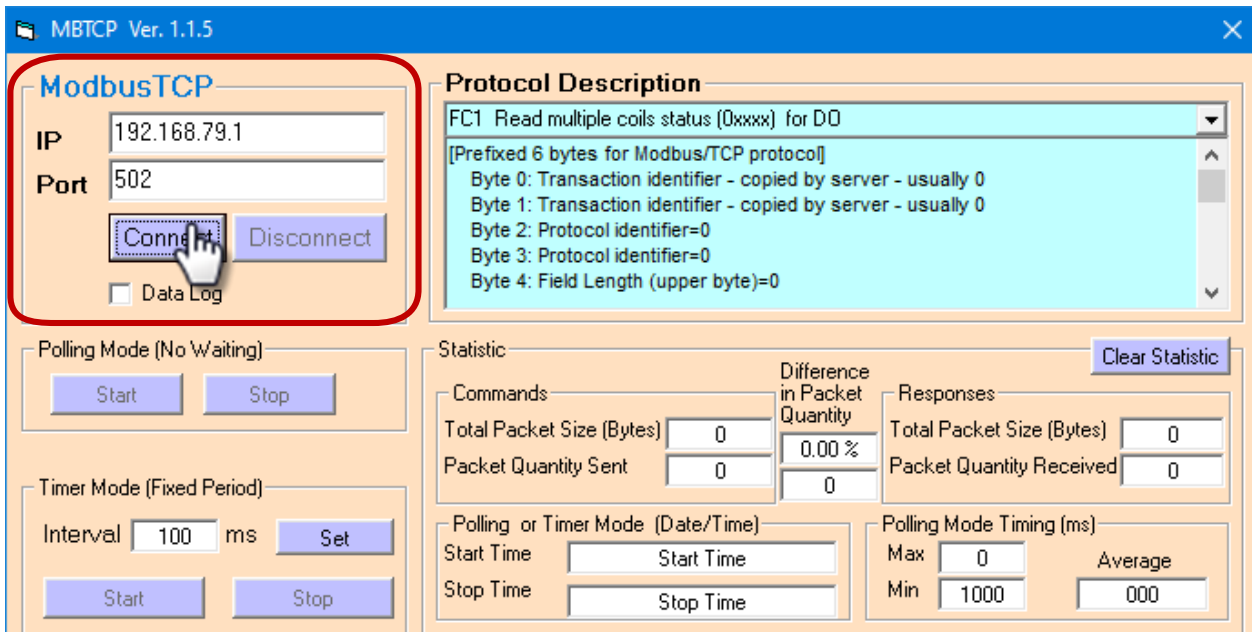 MBTCP Ver. 1.1.5
ModbusTCP
IP 192.168.79.1
Port 502
Connect Disconnect
Data Log
Protocol Description
FC1 Read multiple coils status (0xxxx) for DO
[Prefixed 6 bytes for Modbus/TCP protocol]
Byte 0: Transaction identifier - copied by server - usually 0
Byte 1: Transaction identifier - copied by server - usually 0
Byte 2: Protocol identifier=0
Byte 3: Protocol identifier=0
Byte 4: Field Length (upper byte)=0
Polling Mode (No Waiting)
Start Stop
Timer Mode (Fixed Period)
Interval 100 ms Set
Start Stop
Statistic
Clear Statistic
Commands
Total Packet Size (Bytes) 0
Packet Quantity Sent 0
Difference
in Packet
Quantity
0.00 %
0
Responses
Total Packet Size (Bytes) 0
Packet Quantity Received 0
Polling or Timer Mode (Date/Time)
Start Time Start Time
Stop Time Stop Time
Polling Mode Timing (ms)
Max 0
Min 1000
Average
000